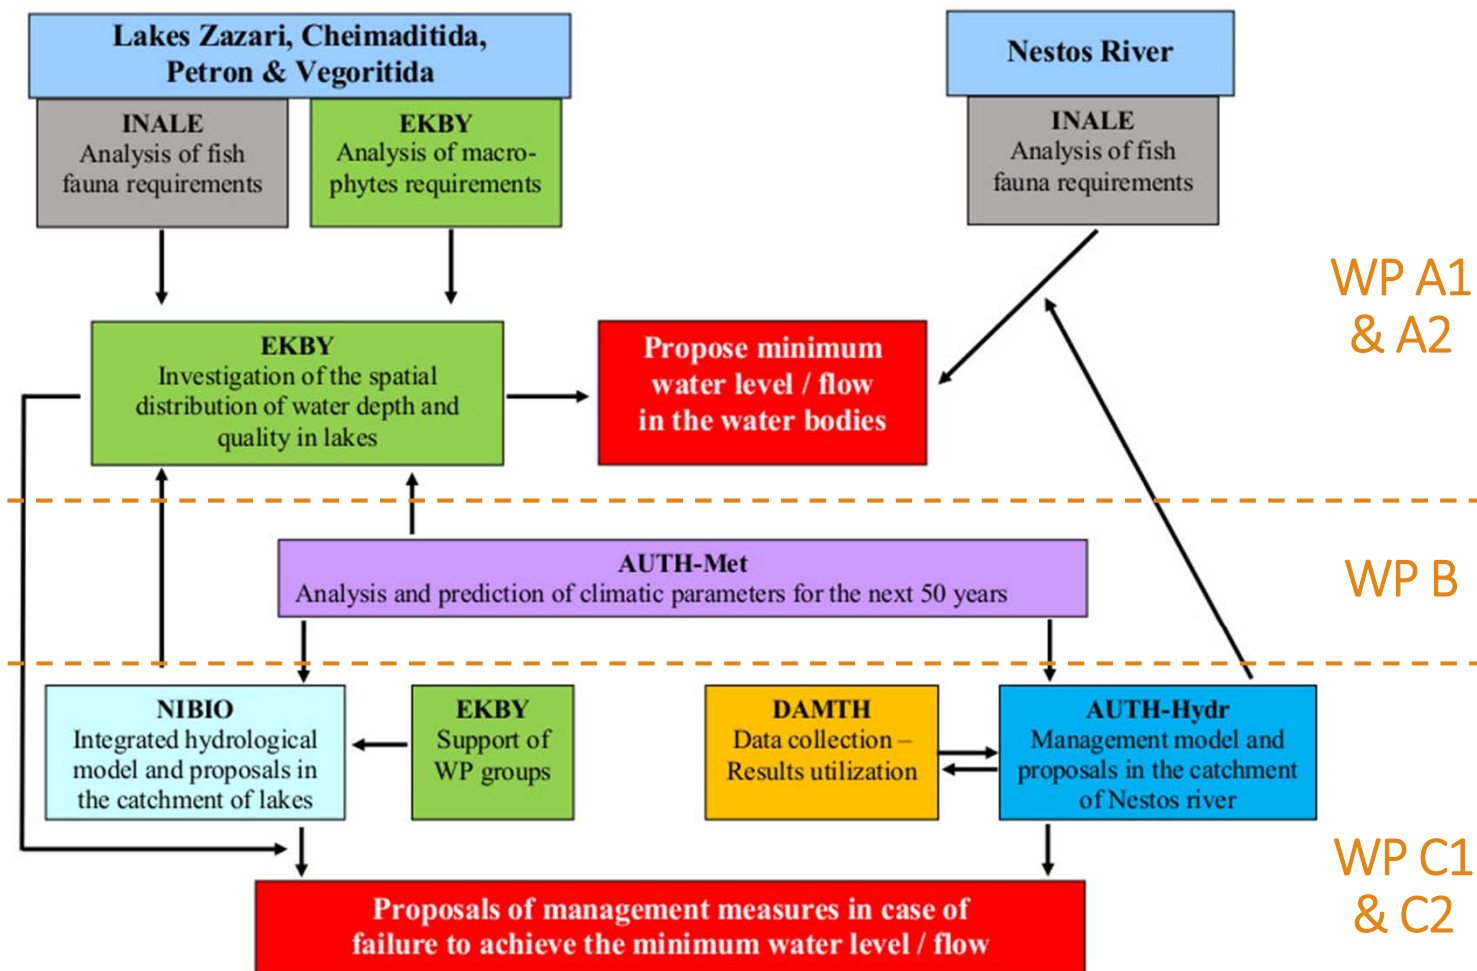 Lakes Zazari, Cheimaditida,
Petron & Vegoritida
Nestos River
INALE
Analysis of fish
fauna requirements
EKBY
Analysis of macro-
phytes requirements
INALE
Analysis of fish
fauna requirements
WP A1
& A2
EKBY
Investigation of the spatial
distribution of water depth and
quality in lakes
Propose minimum
water level / flow
in the water bodies
AUTH-Met
Analysis and prediction of climatic parameters for the next 50 years
WP B
NIBIO
Integrated hydrological
model and proposals in
the catchment of lakes
EKBY
Support of
WP groups
DAMTH
Data collection –
Results utilization
AUTH-Hydr
Management model and
proposals in the catchment
of Nestos river
WP C1
& C2
Proposals of management measures in case of
failure to achieve the minimum water level / flow